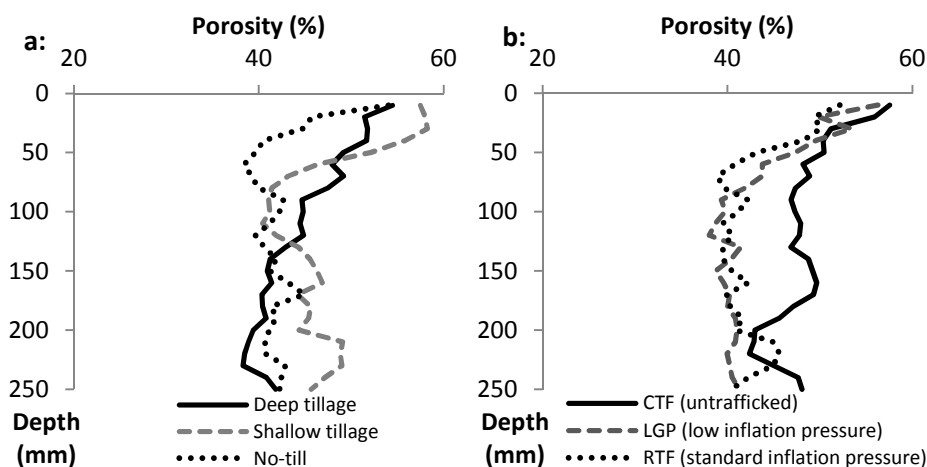 a:
Porosity (%)
20 40 60
0
50
100
150
200
250
Depth
(mm)
Deep tillage
Shallow tillage
No-till
b:
Porosity (%)
20 40 60
0
50
100
150
200
250
Depth
(mm)
CTF (untrafficked)
LGP (low inflation pressure)
RTF (standard inflation pressure)